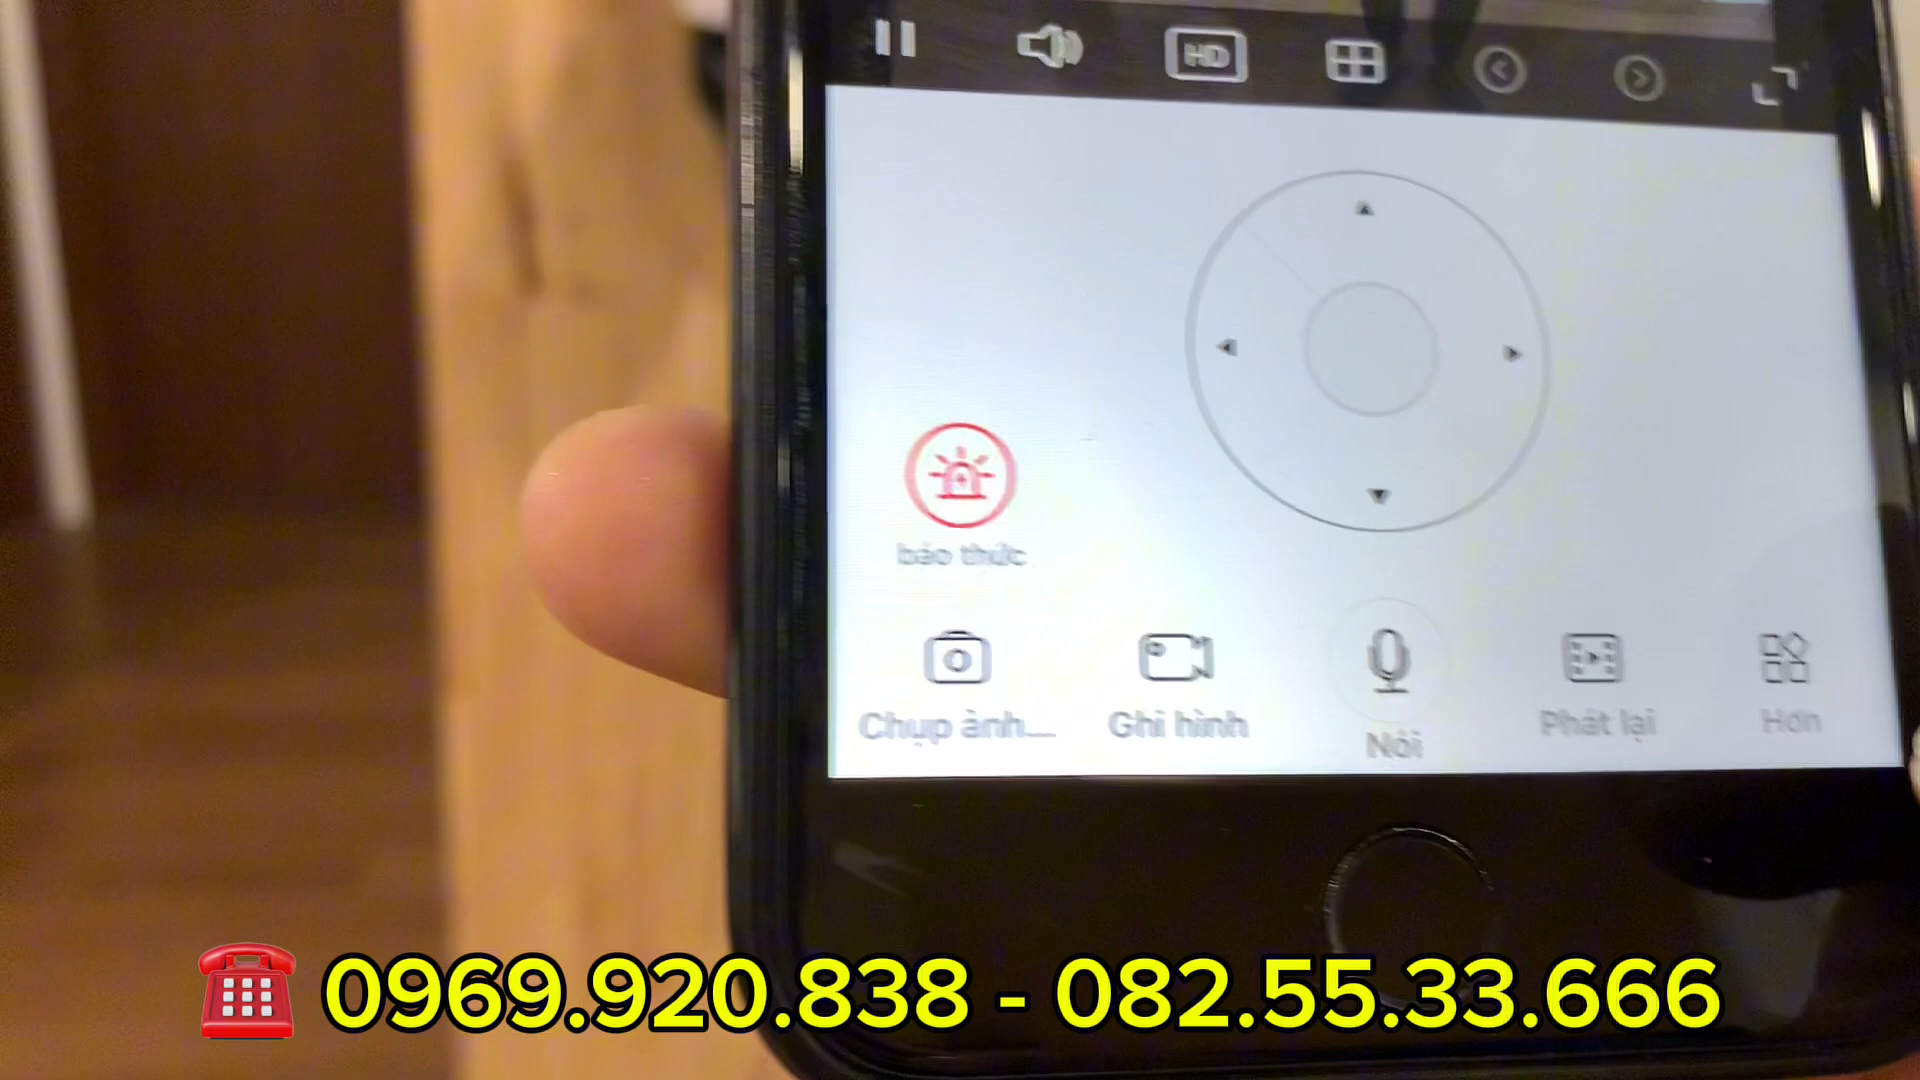 HD
báo thức
Chụp ảnh...
Ghi hình
Nói
Phát lại
Hơn
0969.920.838 - 082.55.33.666